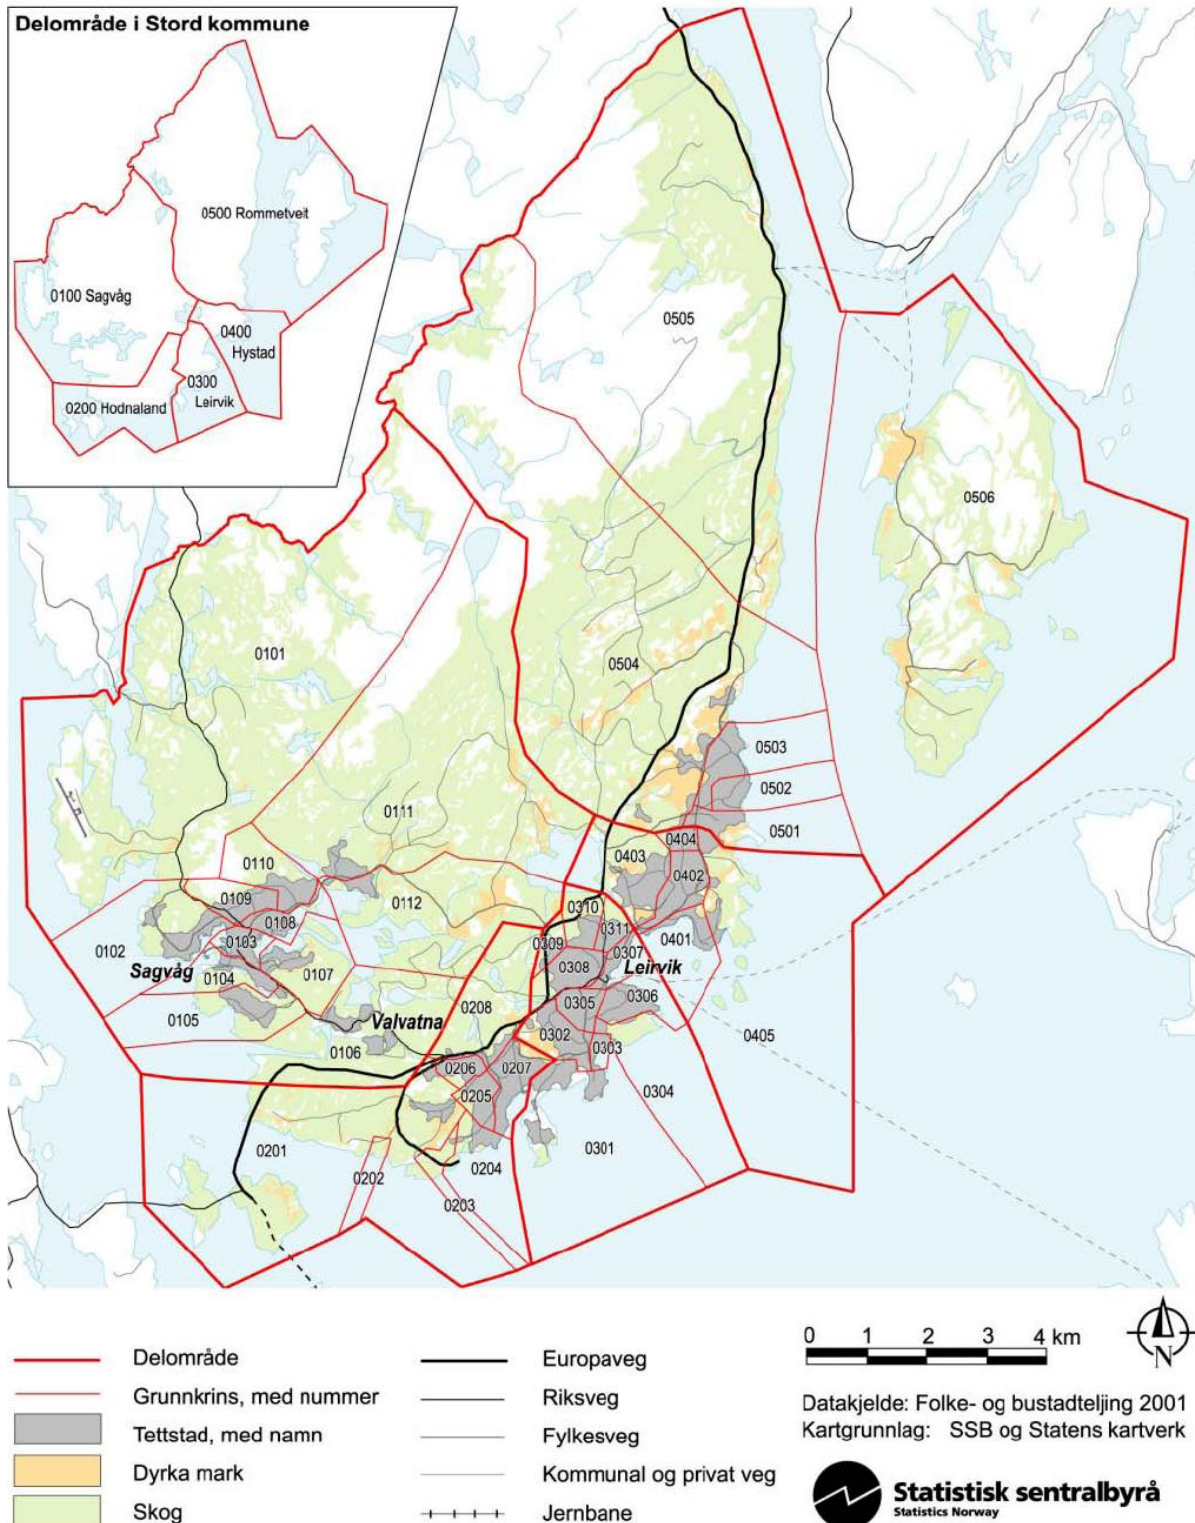 Delområde i Stord kommune
0500 Rommetveit
0100 Sagvåg
0400
Hystad
0300
Leirvik
0200 Hodnaland
0505
0506
0101
0504
0503
0502
0501
0111
0110
0404
0403
0402
0109
0112
0310
0108
0311
0401
0102
0103
0309
0307
Sagvåg
0104
0107
0308
Leirvik
0105
0208
0305
0306
Valvatna
0302
0405
0106
0303
0206
0207
0205
0304
0201
0301
0204
0202
0203
Delområde
Grunnkrins, med nummer
Tettstad, med namn
Dyrka mark
Skog
Europaveg
Riksveg
Fylkesveg
Kommunal og privat veg
Jernbane
0 1 2 3 4 km
N
Datakjelde: Folke- og bustadteljing 2001
Kartgrunnlag: SSB og Statens kartverk
Statistisk sentralbyrå
Statistics Norway